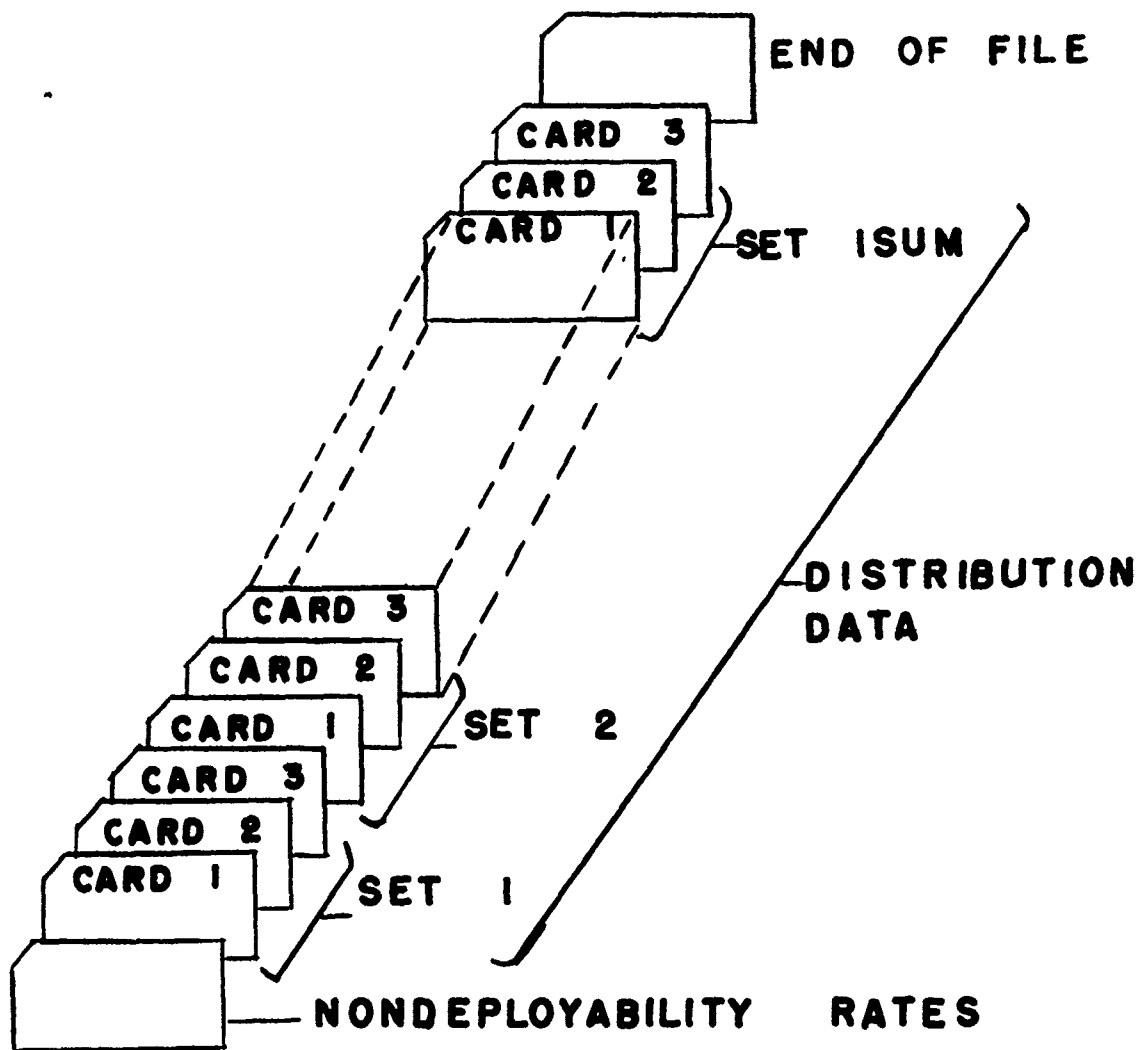 END OF FILE
CARD 3
CARD 2
CARD 1
SET ISUM
DISTRIBUTION
DATA
CARD 3
CARD 2
CARD 1
SET 2
CARD 3
CARD 2
CARD 1
SET 1
NONDEPLOYABILITY RATES